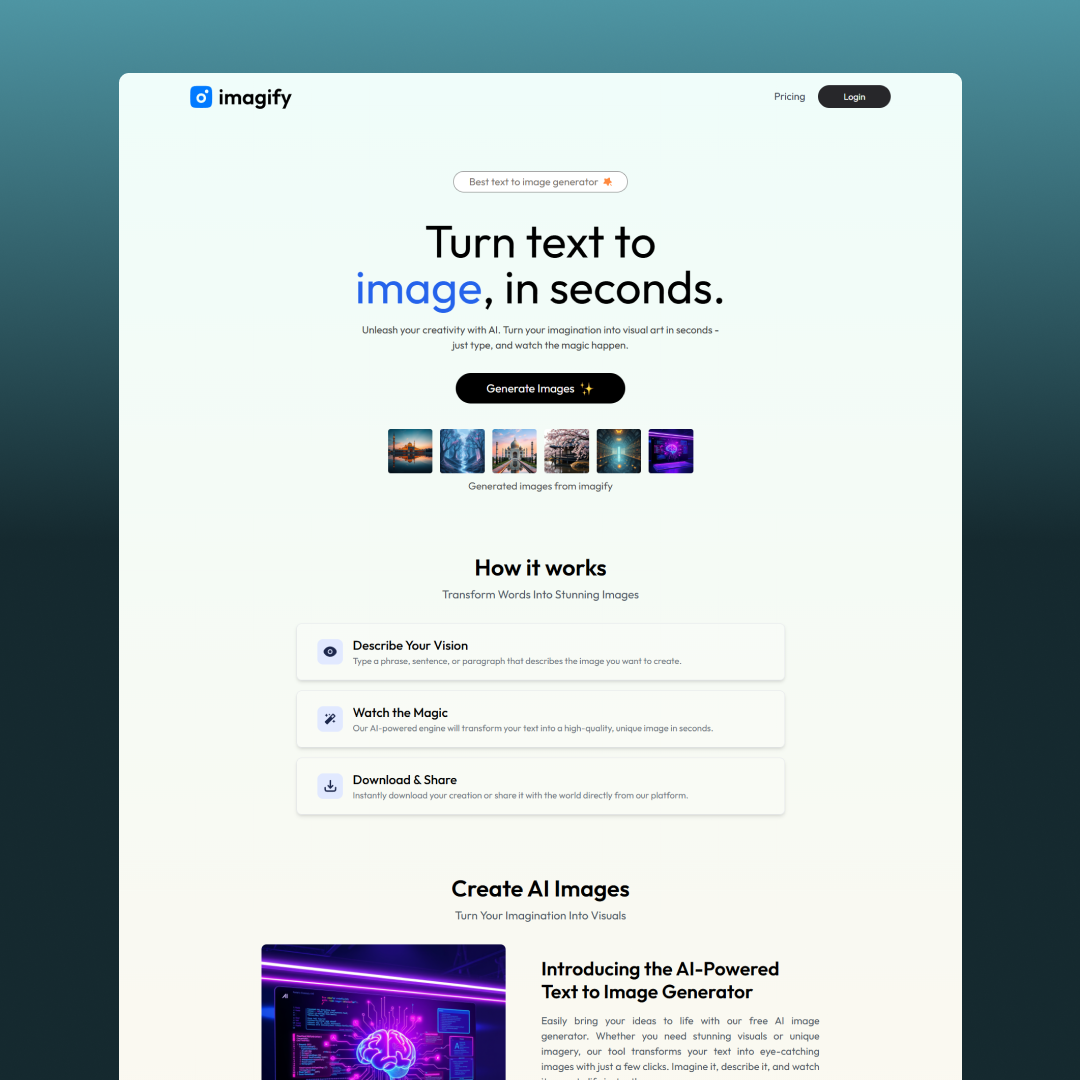 imagify
Pricing
Login
Best text to image generator
Turn text to
image, in seconds.
Unleash your creativity with AI. Turn your imagination into visual art in seconds -
just type, and watch the magic happen.
Generate Images
Generated images from imagify
How it works
Transform Words Into Stunning Images
Describe Your Vision
Type a phrase, sentence, or paragraph that describes the image you want to create.
Watch the Magic
Our AI-powered engine will transform your text into a high-quality, unique image in seconds.
Download & Share
Instantly download your creation or share it with the world directly from our platform.
Create AI Images
Turn Your Imagination Into Visuals
AI
Introducing the AI-Powered
Text to Image Generator
Easily bring your ideas to life with our free AI image
generator. Whether you need stunning visuals or unique
imagery, our tool transforms your text into eye-catching
images with just a few clicks. Imagine it, describe it, and watch